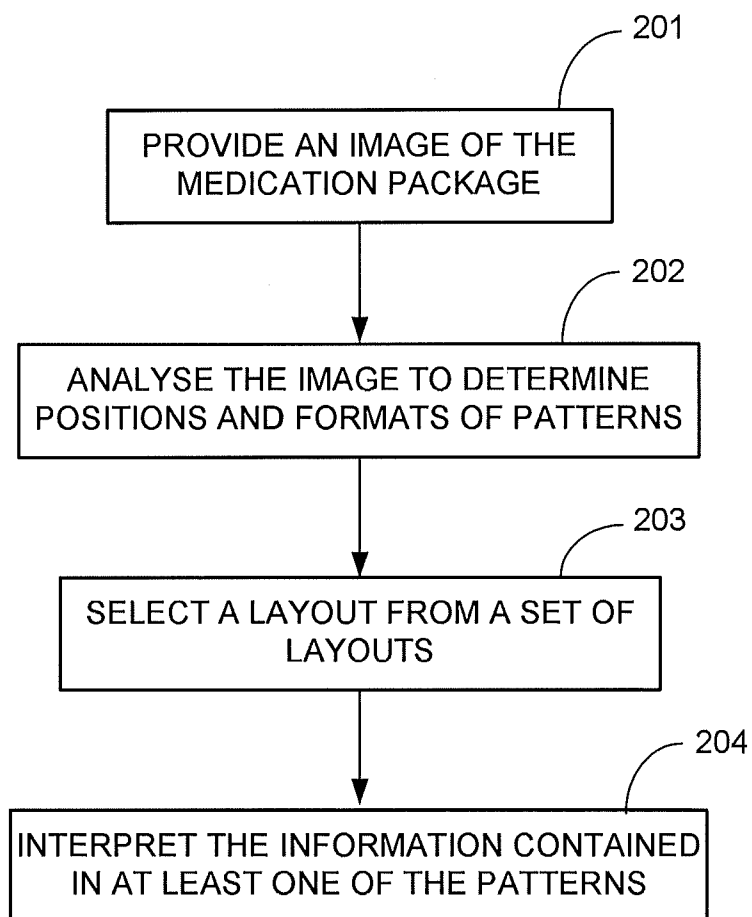 201
PROVIDE AN IMAGE OF THE
MEDICATION PACKAGE
202
ANALYSE THE IMAGE TO DETERMINE
POSITIONS AND FORMATS OF PATTERNS
203
SELECT A LAYOUT FROM A SET OF
LAYOUTS
204
INTERPRET THE INFORMATION CONTAINED
IN AT LEAST ONE OF THE PATTERNS